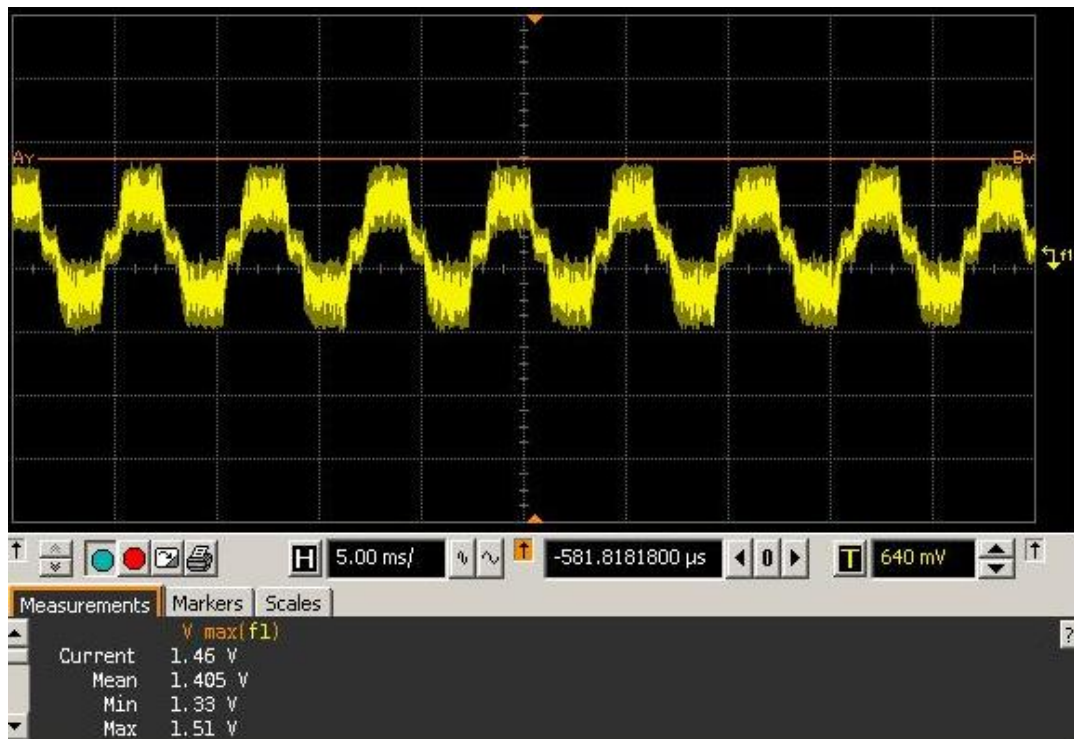 Ay By
f1
H 5.00 ms/ -581.8181800 µs 0 T 640 mV
Measurements Markers Scales
V max(f1) ?
Current 1.46 V
Mean 1.405 V
Min 1.33 V
Max 1.51 V